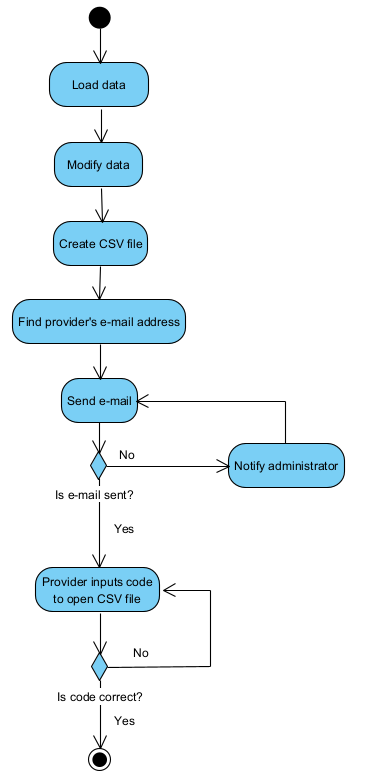 Load data
Modify data
Create CSV file
Find provider's e-mail address
Send e-mail
No
Notify administrator
Is e-mail sent?
Yes
Provider inputs code
to open CSV file
No
Is code correct?
Yes